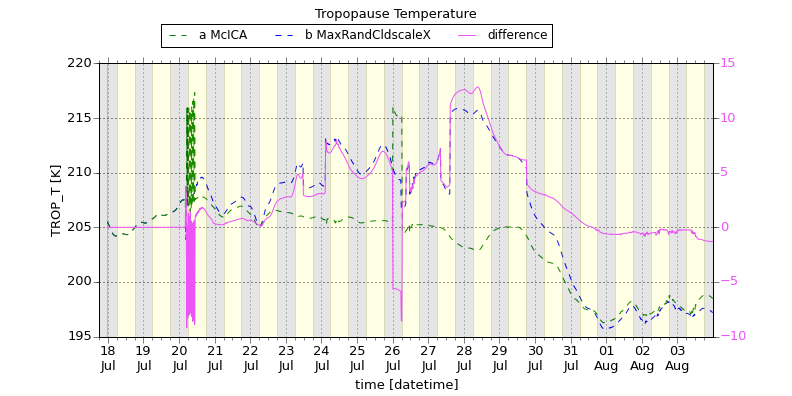 Tropopause Temperature
a McICA b MaxRandCldscaleX difference
220 15
215 10
210 5
205 0
200 −5
195 −10
TROP_T [K]
18 19 20 21 22 23 24 25 26 27 28 29 30 31 01 02 03
Jul Jul Jul Jul Jul Jul Jul Jul Jul Jul Jul Jul Jul Jul Aug Aug Aug
time [datetime]